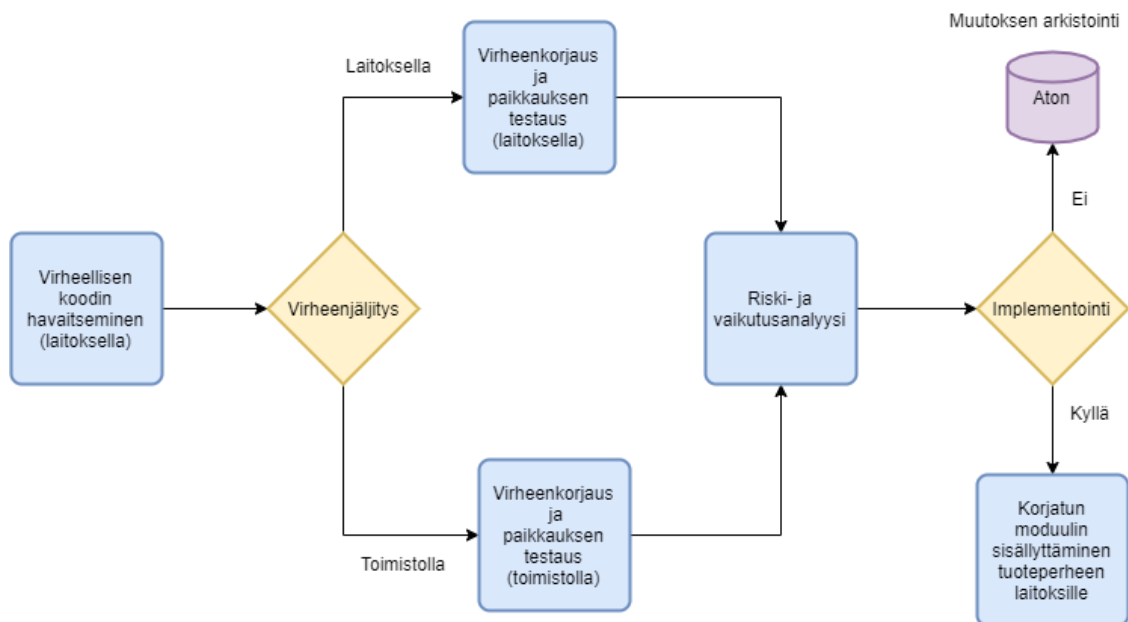 Virheellisen
koodin
havaitseminen
(laitoksella)
Virheenjäljitys
Laitoksella
Virheenkorjaus
ja
paikkauksen
testaus
(laitoksella)
Toimistolla
Virheenkorjaus
ja
paikkauksen
testaus
(toimistolla)
Riski- ja
vaikutusanalyysi
Implementointi
Ei
Muutoksen arkistointi
Aton
Kyllä
Korjatun
moduulin
sisällyttäminen
tuoteperheen
laitoksille